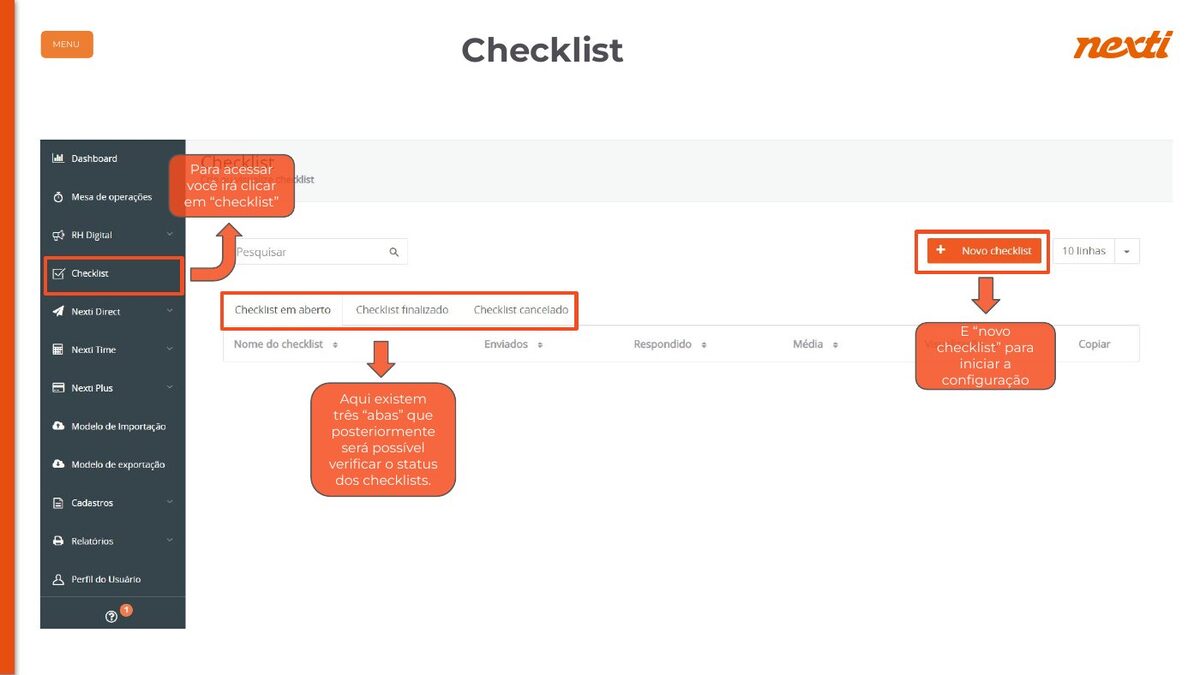 MENU
Checklist
nexti
Dashboard
Mesa de operações
RH Digital
Checklist
Nexti Direct
Nexti Time
Nexti Plus
Modelo de Importação
Modelo de exportação
Cadastros
Relatórios
Perfil do Usuário
1
Checklist
checklist
Para acessar
você irá clicar
em “checklist”
Pesquisar
Novo checklist
10 linhas
Checklist em aberto
Checklist finalizado
Checklist cancelado
Nome do checklist
Enviados
Respondido
Média
Copiar
Aqui existem
três “abas” que
posteriormente
será possível
verificar o status
dos checklists.
E “novo
checklist” para
iniciar a
configuração